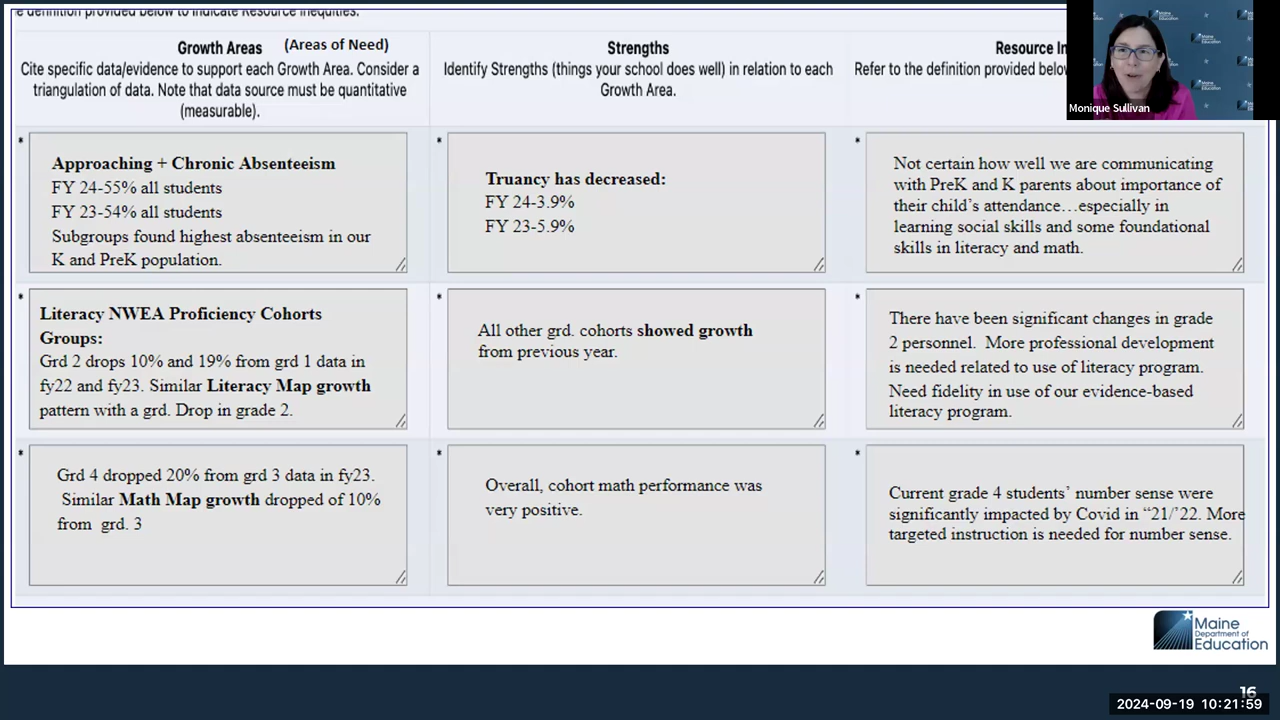 e definition provided below to indicate Resource Inequities.
Growth Areas (Areas of Need)
Cite specific data/evidence to support each Growth Area. Consider a
triangulation of data. Note that data source must be quantitative
(measurable).
Strengths
Identify Strengths (things your school does well) in relation to each
Growth Area.
Resource In
Refer to the definition provided below
Maine
Department of
Education
Monique Sullivan
* Approaching + Chronic Absenteeism
FY 24-55% all students
FY 23-54% all students
Subgroups found highest absenteeism in our
K and PreK population.
* Truancy has decreased:
FY 24-3.9%
FY 23-5.9%
* Not certain how well we are communicating
with PreK and K parents about importance of
their child's attendance…especially in
learning social skills and some foundational
skills in literacy and math.
* Literacy NWEA Proficiency Cohorts
Groups:
Grd 2 drops 10% and 19% from grd 1 data in
fy22 and fy23. Similar Literacy Map growth
pattern with a grd. Drop in grade 2.
* All other grd. cohorts showed growth
from previous year.
* There have been significant changes in grade
2 personnel. More professional development
is needed related to use of literacy program.
Need fidelity in use of our evidence-based
literacy program.
* Grd 4 dropped 20% from grd 3 data in fy23.
Similar Math Map growth dropped of 10%
from grd. 3
* Overall, cohort math performance was
very positive.
* Current grade 4 students' number sense were
significantly impacted by Covid in "21/'22. More
targeted instruction is needed for number sense.
Maine
Department of
Education
16
2024-09-19 10:21:59